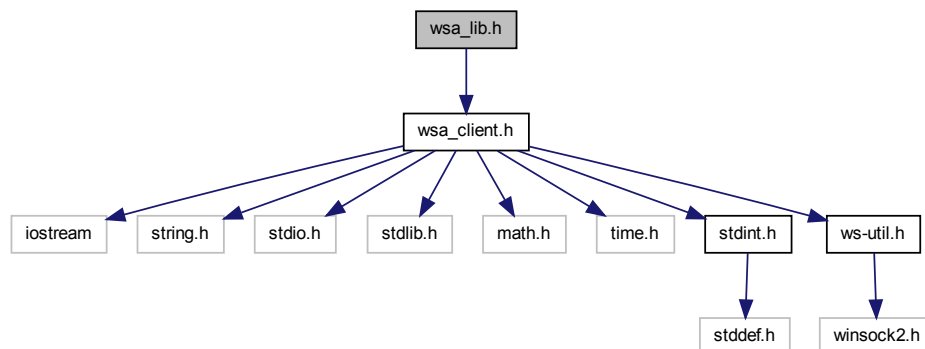 wsa_lib.h
wsa_client.h
iostream
string.h
stdio.h
stdlib.h
math.h
time.h
stdint.h
ws-util.h
stddef.h
winsock2.h